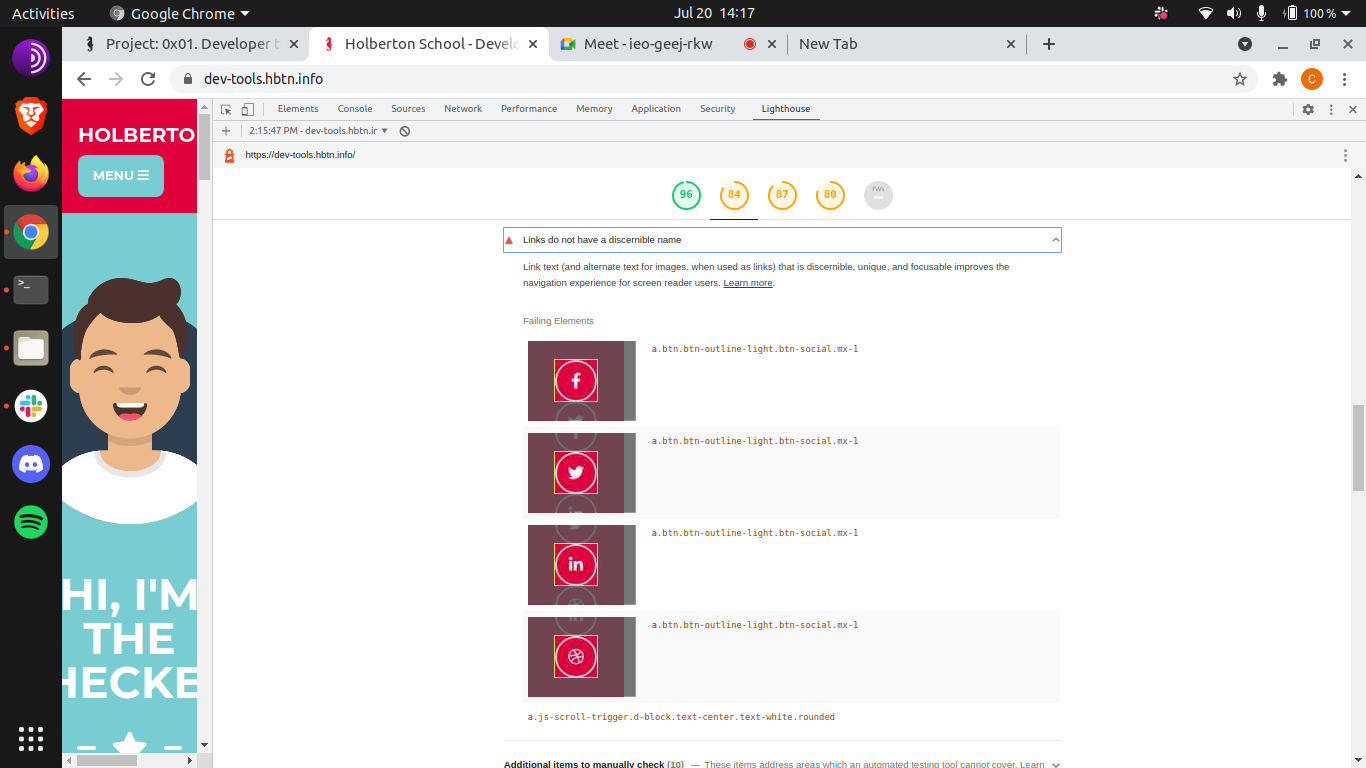 Activities
Google Chrome
Jul 20 14:17
100 %
Project: 0x01. Developer t
Holberton School - Develo
Meet - ieo-geej-rkw
New Tab
dev-tools.hbtn.info
C
HOLBERTO
MENU
HI, I'M
THE
HECKE
Elements
Console
Sources
Network
Performance
Memory
Application
Security
Lighthouse
2:15:47 PM - dev-tools.hbtn.ir
https://dev-tools.hbtn.info/
96
84
87
80
PWA
Links do not have a discernible name
Link text (and alternate text for images, when used as links) that is discernible, unique, and focusable improves the
navigation experience for screen reader users. Learn more.
Failing Elements
a.btn.btn-outline-light.btn-social.mx-1
a.btn.btn-outline-light.btn-social.mx-1
a.btn.btn-outline-light.btn-social.mx-1
a.btn.btn-outline-light.btn-social.mx-1
a.js-scroll-trigger.d-block.text-center.text-white.rounded
Additional items to manually check (10) — These items address areas which an automated testing tool cannot cover. Learn